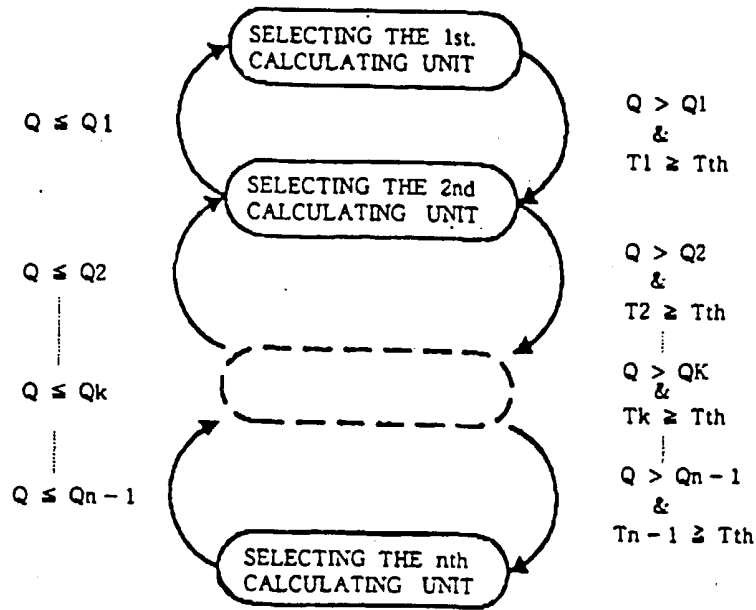 SELECTING THE 1st.
CALCULATING UNIT
Q ≦ Q1
Q > Q1
&
T1 ≧ Tth
SELECTING THE 2nd
CALCULATING UNIT
Q ≦ Q2
Q > Q2
&
T2 ≧ Tth
Q ≦ Qk
Q > QK
&
Tk ≧ Tth
Q ≦ Qn-1
Q > Qn-1
&
Tn-1 ≧ Tth
SELECTING THE nth
CALCULATING UNIT